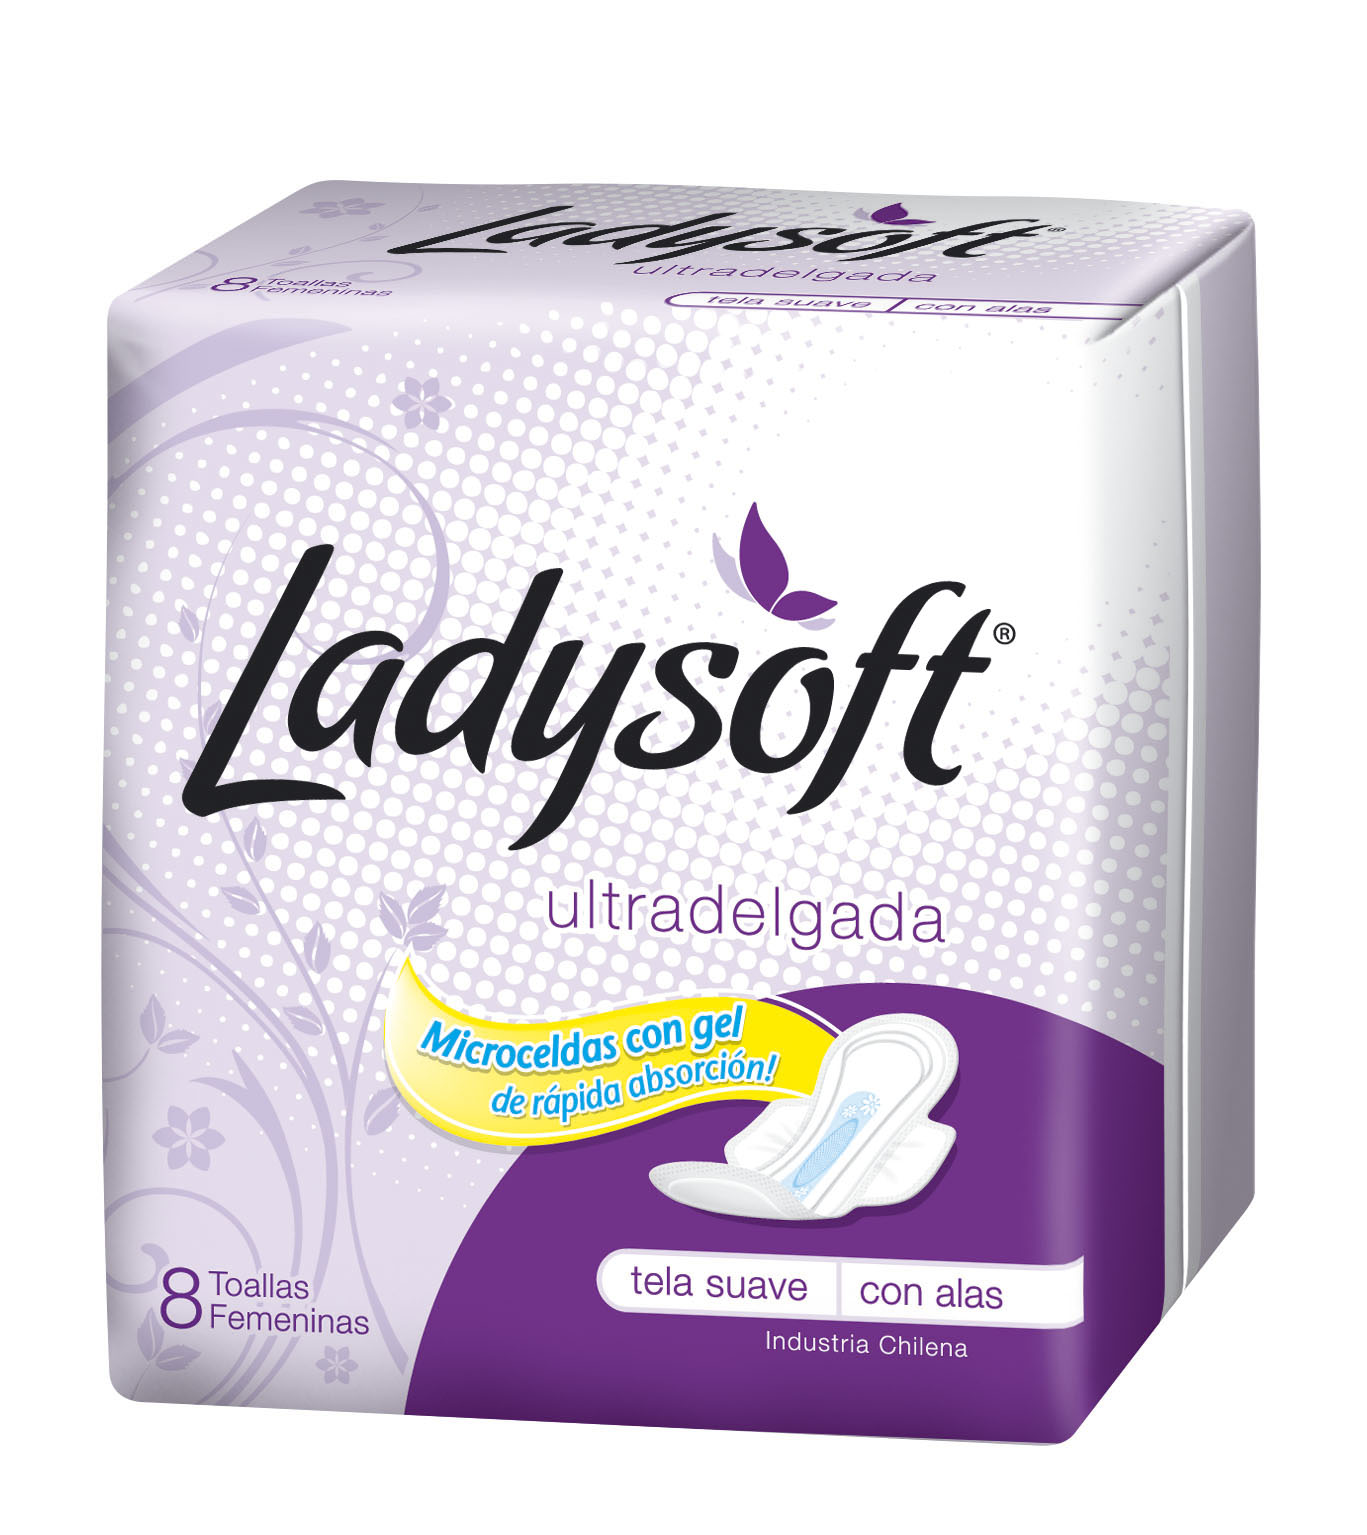 Ladysoft®
ultradelgada
8 Toallas
Femeninas
tela suave | con alas
Ladysoft®
ultradelgada
Microceldas con gel
de rápida absorción!
8 Toallas
Femeninas
tela suave | con alas
Industria Chilena